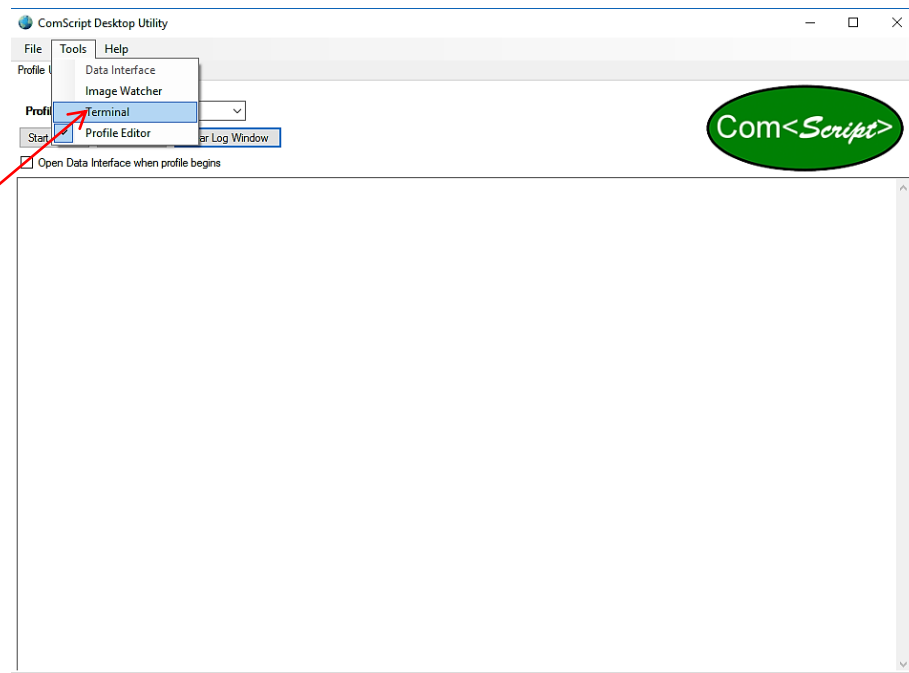 ComScript Desktop Utility
File Tools Help
Profile
Data Interface
Image Watcher
Terminal
Profile Editor
Start
Log Window
Open Data Interface when profile begins
Com<Script>